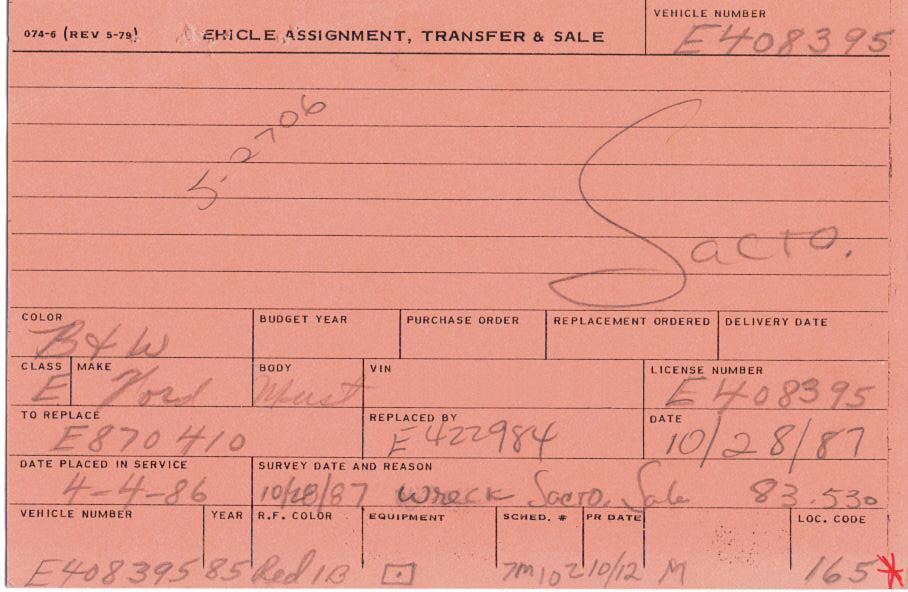 VEHICLE NUMBER
074-6 (REV 5-79) EHICLE ASSIGNMENT, TRANSFER & SALE
E408395
5-2706
Sacto.
COLOR BUDGET YEAR PURCHASE ORDER REPLACEMENT ORDERED DELIVERY DATE
B&W
CLASS MAKE BODY VIN LICENSE NUMBER
E Ford Must E408395
TO REPLACE REPLACED BY DATE
E870410 E422984 10/28/87
DATE PLACED IN SERVICE SURVEY DATE AND REASON
4-4-86 10/28/87 Wreck Sacto. Sale 83.530
VEHICLE NUMBER YEAR R.F. COLOR EQUIPMENT SCHED. # PR DATE LOC. CODE
E408395 85 Red 1B 7M102 10/12 M 165*